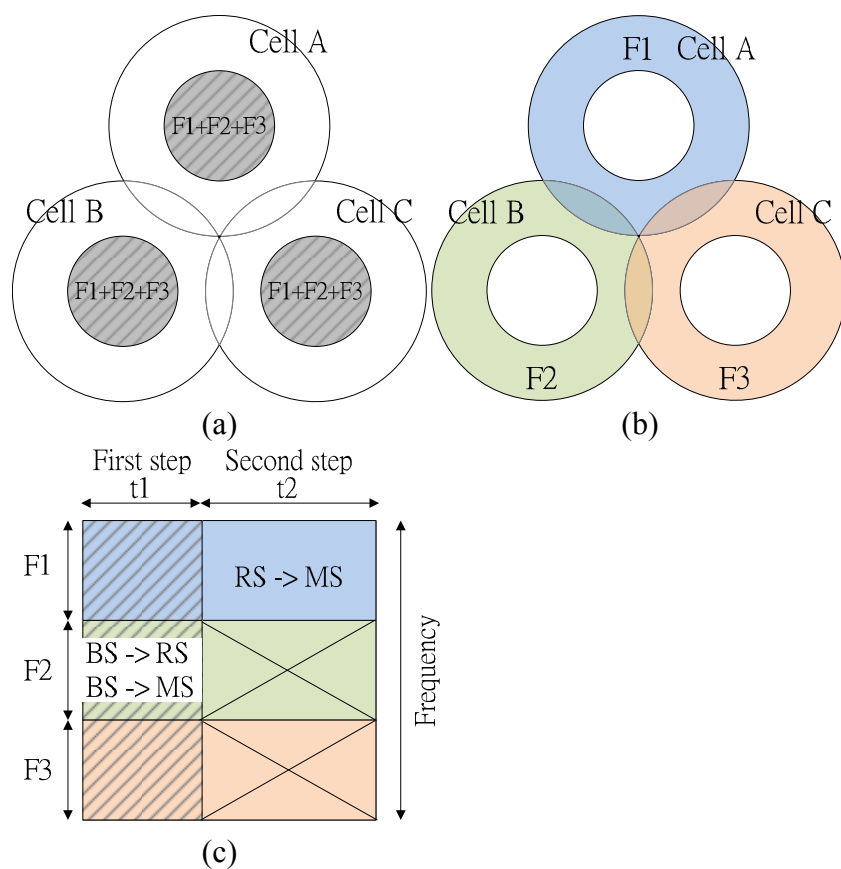 Cell A
F1+F2+F3
Cell B
Cell C
F1+F2+F3
F1+F2+F3
(a)
F1
Cell A
Cell B
Cell C
F2
F3
(b)
First step
t1
Second step
t2
F1
RS -> MS
F2
BS -> RS
BS -> MS
F3
Frequency
(c)